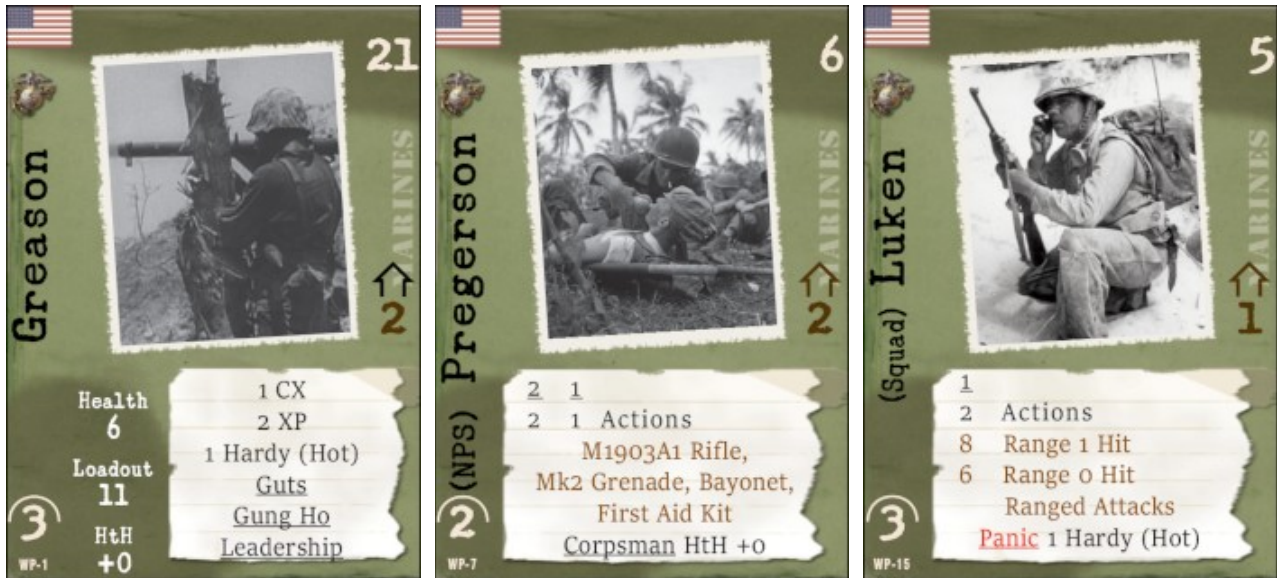 21
MARINES
Greason
2
Health
6
Loadout
11
HtH
+0
3
WP-1
1 CX
2 XP
1 Hardy (Hot)
Guts
Gung Ho
Leadership
6
MARINES
(NPS) Pregerson
2
2
WP-7
2 1
2 1 Actions
M1903A1 Rifle,
Mk2 Grenade, Bayonet,
First Aid Kit
Corpsman HtH +0
5
MARINES
(Squad) Luken
1
3
WP-15
1
2 Actions
8 Range 1 Hit
6 Range 0 Hit
Ranged Attacks
Panic 1 Hardy (Hot)